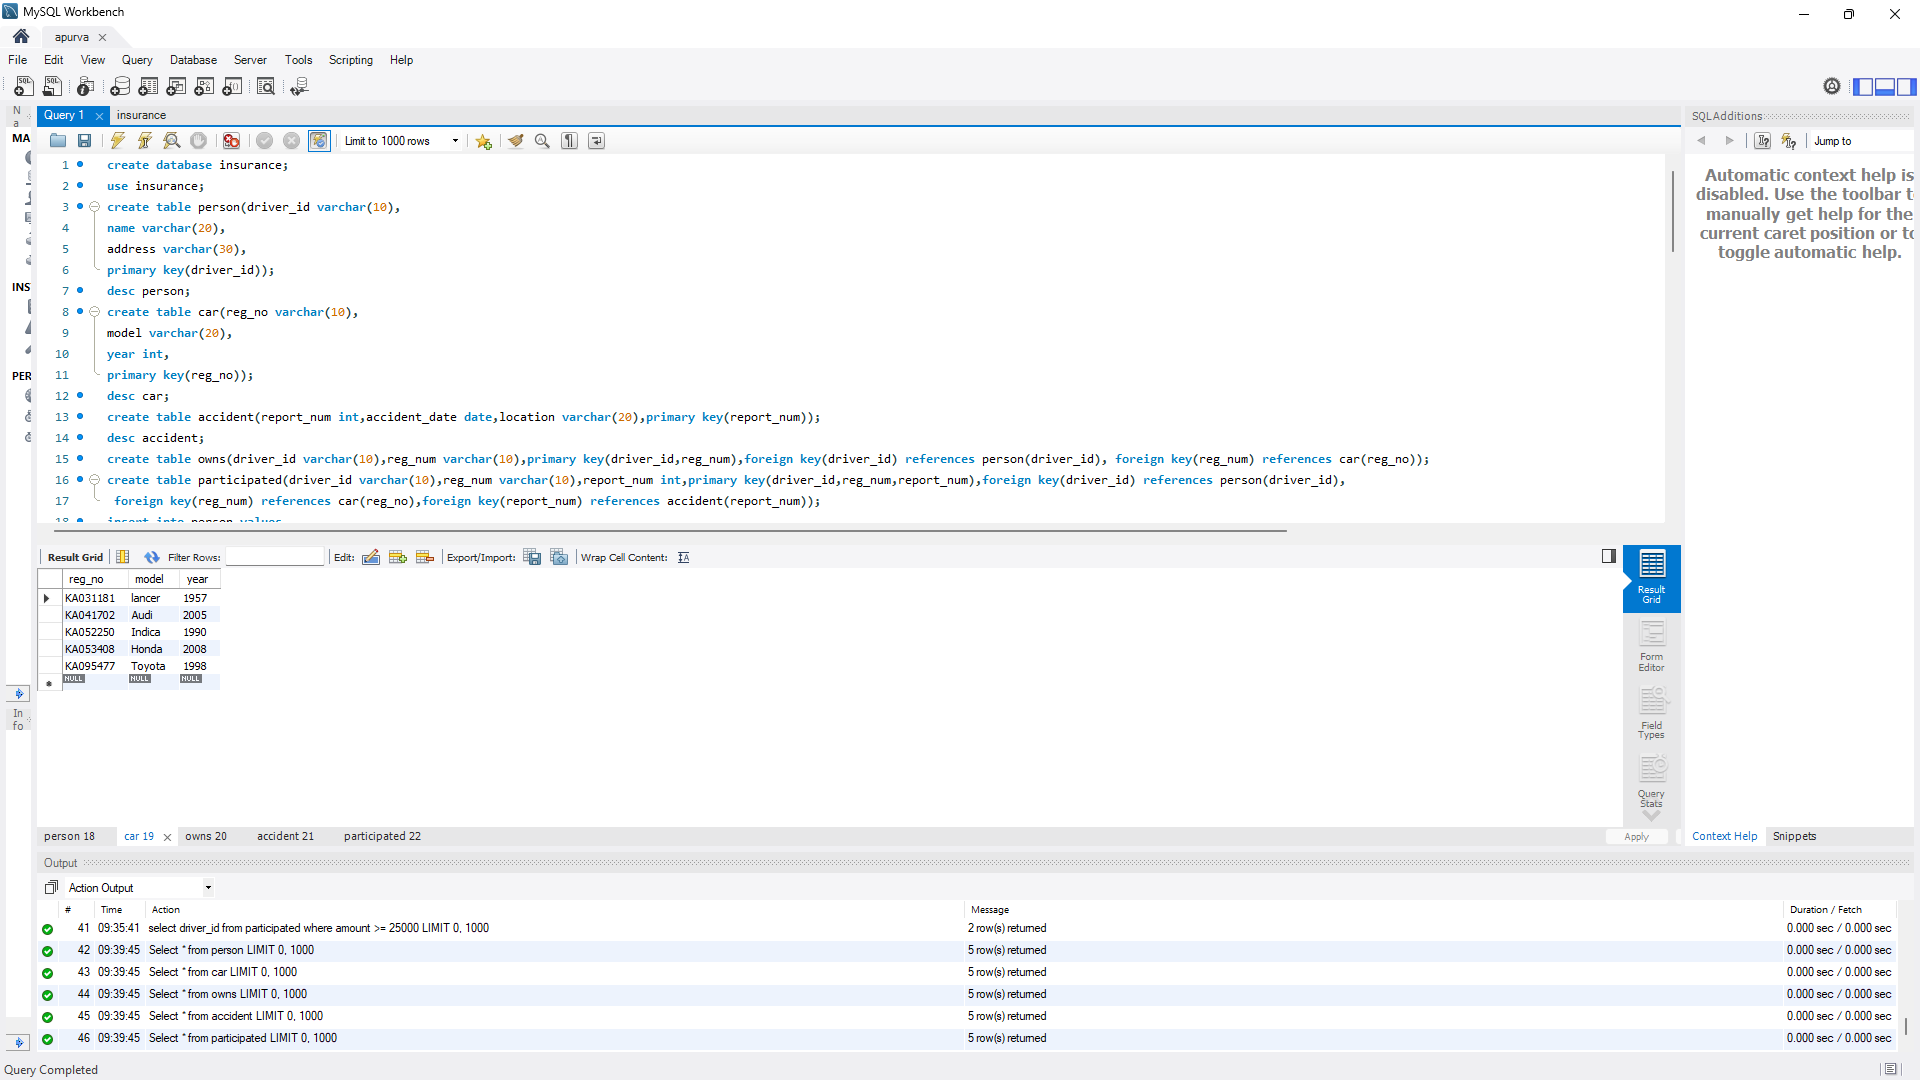 MySQL Workbench
apurva
File Edit View Query Database Server Tools Scripting Help
N
a
MA
INS
PER
In
fo
Query 1 insurance
Limit to 1000 rows
1 create database insurance;
2 use insurance;
3 create table person(driver_id varchar(10),
4 name varchar(20),
5 address varchar(30),
6 primary key(driver_id));
7 desc person;
8 create table car(reg_no varchar(10),
9 model varchar(20),
10 year int,
11 primary key(reg_no));
12 desc car;
13 create table accident(report_num int,accident_date date,location varchar(20),primary key(report_num));
14 desc accident;
15 create table owns(driver_id varchar(10),reg_num varchar(10),primary key(driver_id,reg_num),foreign key(driver_id) references person(driver_id), foreign key(reg_num) references car(reg_no));
16 create table participated(driver_id varchar(10),reg_num varchar(10),report_num int,primary key(driver_id,reg_num,report_num),foreign key(driver_id) references person(driver_id),
17 foreign key(reg_num) references car(reg_no),foreign key(report_num) references accident(report_num));
18 insert into person values
Result Grid Filter Rows: Edit: Export/Import: Wrap Cell Content:
reg_no model year
KA031181 lancer 1957
KA041702 Audi 2005
KA052250 Indica 1990
KA053408 Honda 2008
KA095477 Toyota 1998
NULL NULL NULL
Result
Grid
Form
Editor
Field
Types
Query
Stats
person 18 car 19 owns 20 accident 21 participated 22
Apply
SQLAdditions
Jump to
Automatic context help is
disabled. Use the toolbar t
manually get help for the
current caret position or to
toggle automatic help.
Context Help Snippets
Output
Action Output
# Time Action Message Duration / Fetch
41 09:35:41 select driver_id from participated where amount >= 25000 LIMIT 0, 1000 2 row(s) returned 0.000 sec / 0.000 sec
42 09:39:45 Select * from person LIMIT 0, 1000 5 row(s) returned 0.000 sec / 0.000 sec
43 09:39:45 Select * from car LIMIT 0, 1000 5 row(s) returned 0.000 sec / 0.000 sec
44 09:39:45 Select * from owns LIMIT 0, 1000 5 row(s) returned 0.000 sec / 0.000 sec
45 09:39:45 Select * from accident LIMIT 0, 1000 5 row(s) returned 0.000 sec / 0.000 sec
46 09:39:45 Select * from participated LIMIT 0, 1000 5 row(s) returned 0.000 sec / 0.000 sec
Query Completed